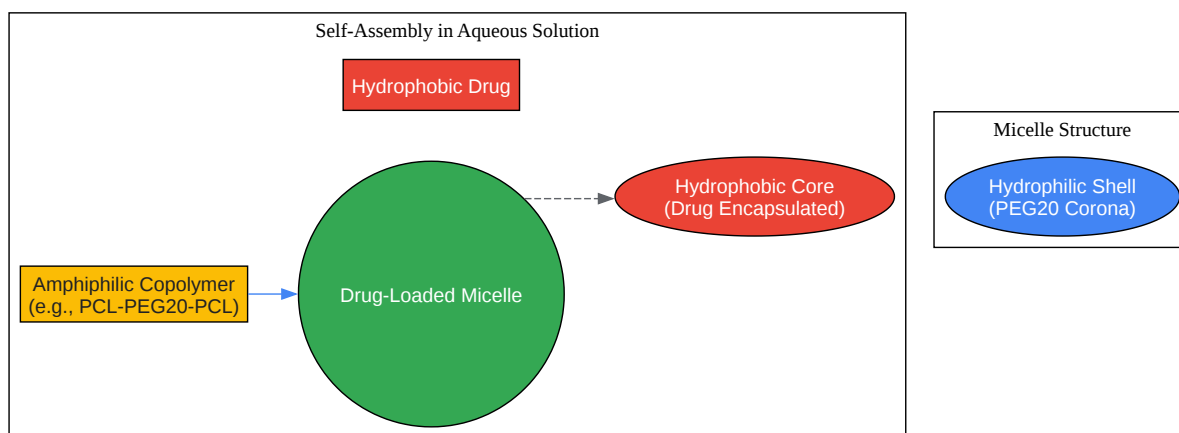 Self-Assembly in Aqueous Solution
Hydrophobic Drug
Micelle Structure
Hydrophobic Core
(Drug Encapsulated)
Hydrophilic Shell
(PEG20 Corona)
Amphiphilic Copolymer
(e.g., PCL-PEG20-PCL)
Drug-Loaded Micelle